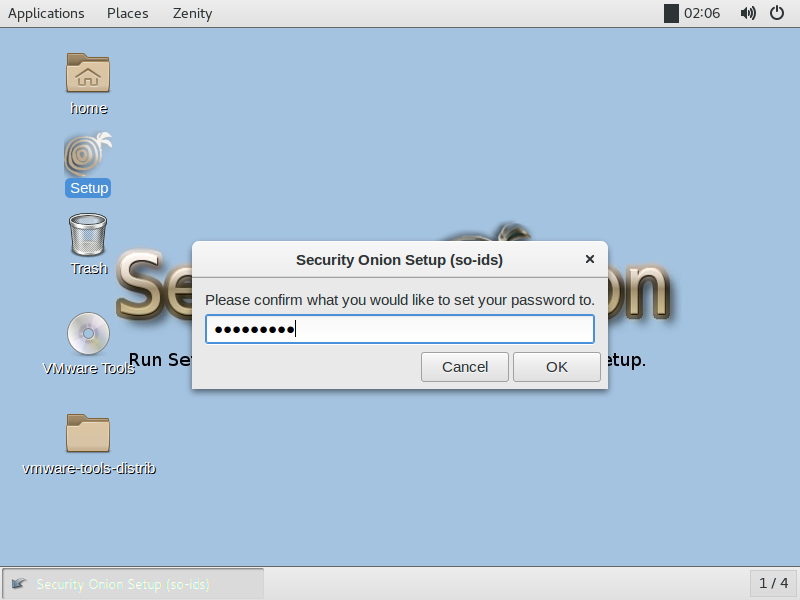 Applications Places Zenity 02:06
home
Setup
Trash
VMware Tools
vmware-tools-distrib
Security Onion Setup (so-ids)
Please confirm what you would like to set your password to.
●●●●●●●●●
Cancel OK
Se on
Run Se etup.
Security Onion Setup (so-ids) 1 / 4